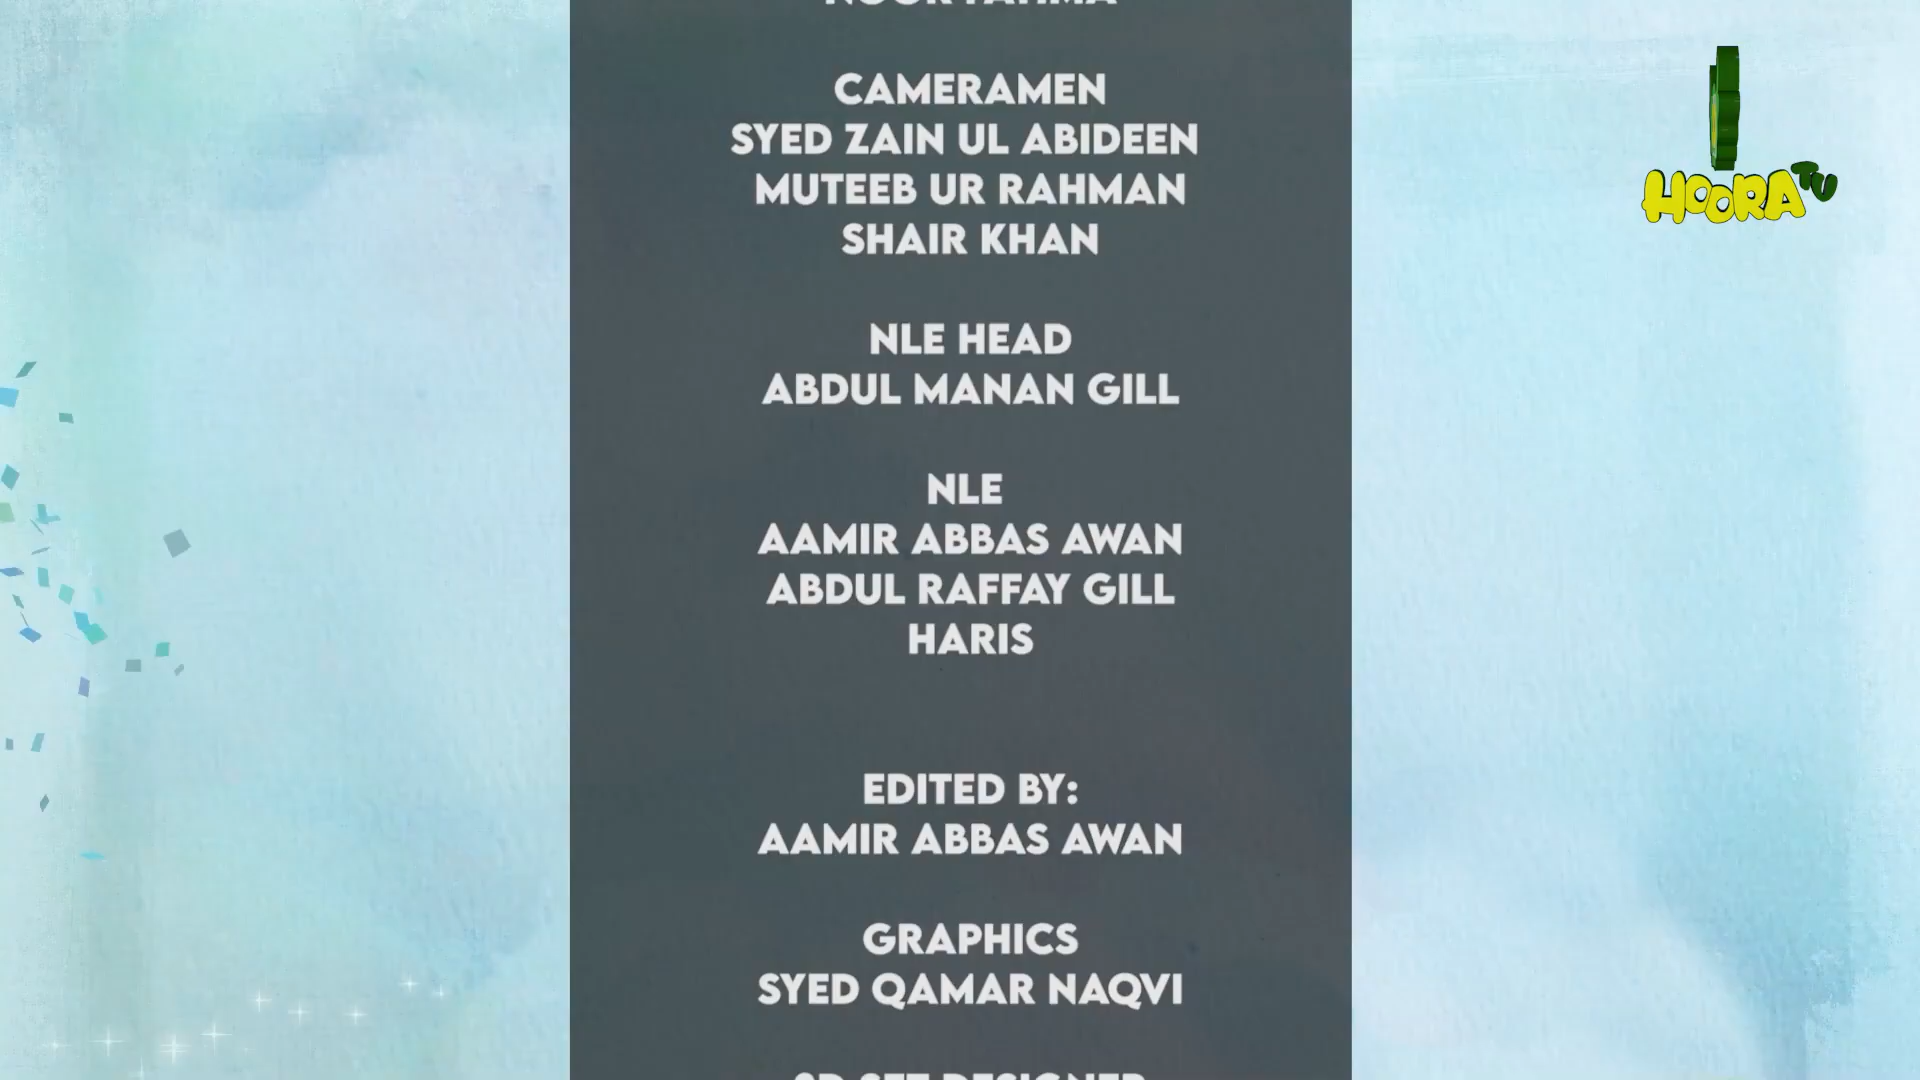 CAMERAMEN
SYED ZAIN UL ABIDEEN
MUTEEB UR RAHMAN
SHAIR KHAN
NLE HEAD
ABDUL MANAN GILL
NLE
AAMIR ABBAS AWAN
ABDUL RAFFAY GILL
HARIS
EDITED BY:
AAMIR ABBAS AWAN
GRAPHICS
SYED QAMAR NAQVI
HOORA TV